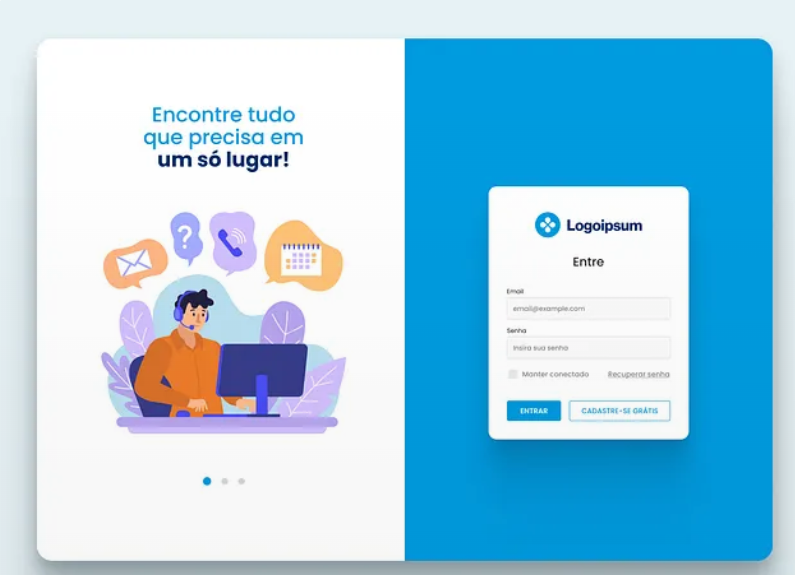 Encontre tudo
que precisa em
um só lugar!
?
Logoipsum
Entre
Email
email@example.com
Senha
Insira sua senha
Manter conectado Recuperar senha
ENTRAR CADASTRE-SE GRÁTIS